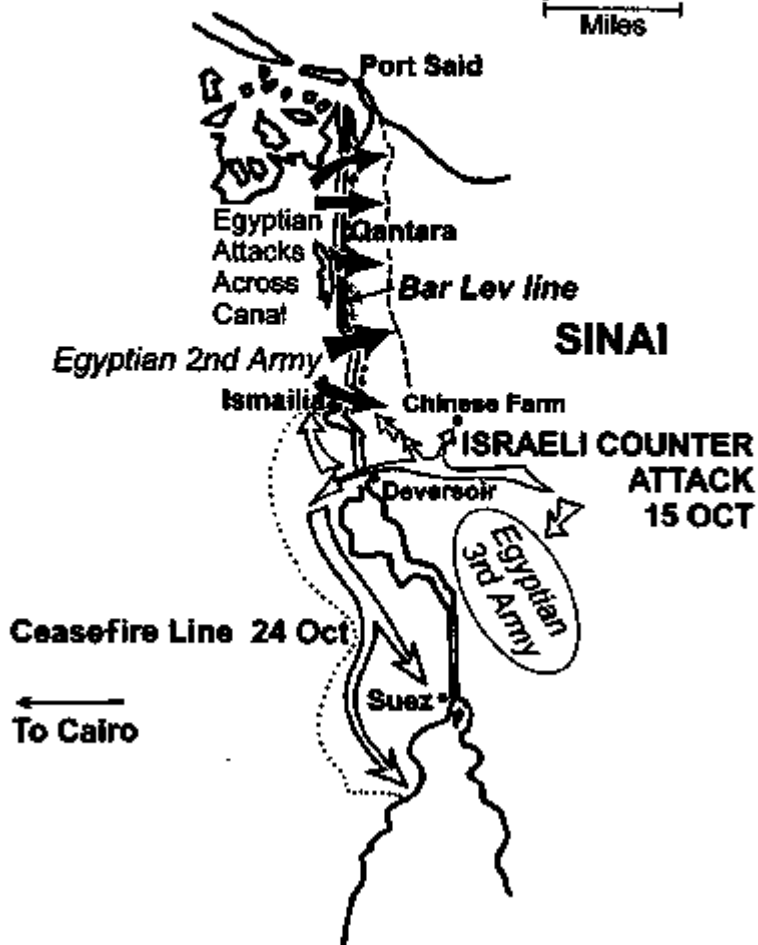 Miles
Port Said
Egyptian
Attacks
Across
Canal
Qantara
Bar Lev line
SINAI
Egyptian 2nd Army
Ismailia
Chinese Farm
ISRAELI COUNTER
ATTACK
15 OCT
Deversoir
Egyptian
3rd Army
Ceasefire Line 24 Oct
Suez
To Cairo